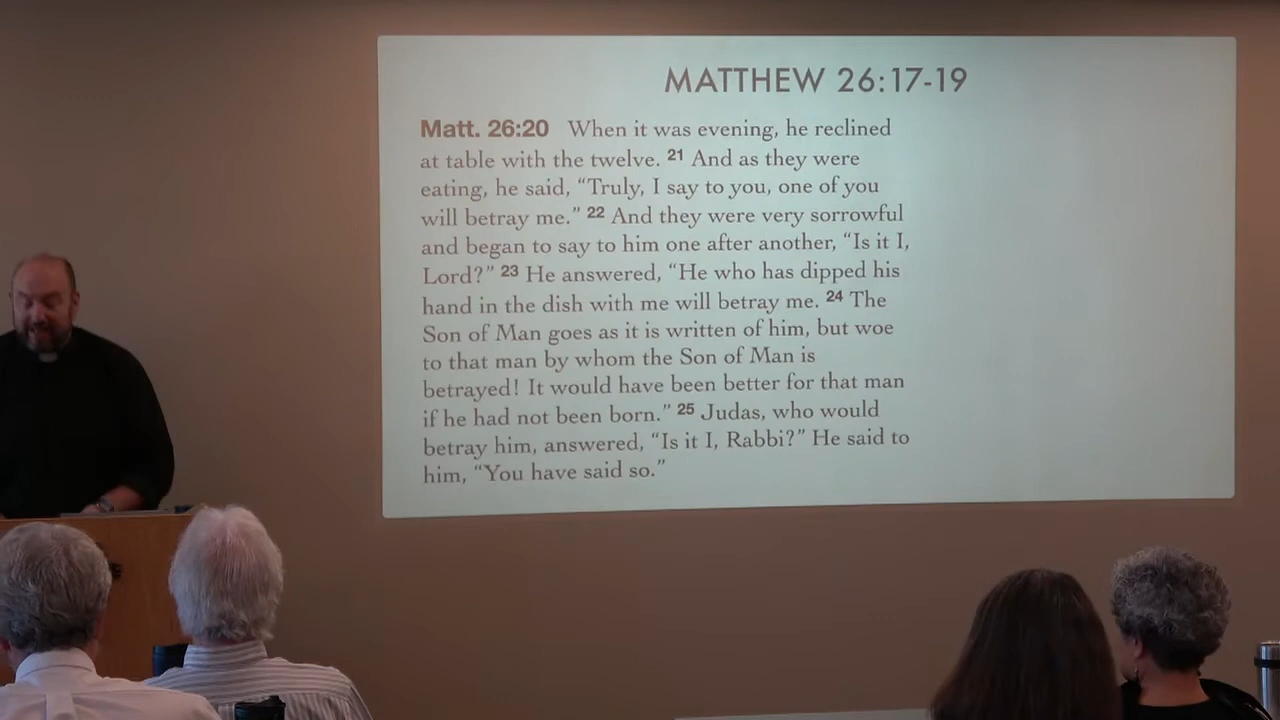 MATTHEW 26:17-19
Matt. 26:20 When it was evening, he reclined
at table with the twelve. 21 And as they were
eating, he said, “Truly, I say to you, one of you
will betray me.” 22 And they were very sorrowful
and began to say to him one after another, “Is it I,
Lord?” 23 He answered, “He who has dipped his
hand in the dish with me will betray me. 24 The
Son of Man goes as it is written of him, but woe
to that man by whom the Son of Man is
betrayed! It would have been better for that man
if he had not been born.” 25 Judas, who would
betray him, answered, “Is it I, Rabbi?” He said to
him, “You have said so.”